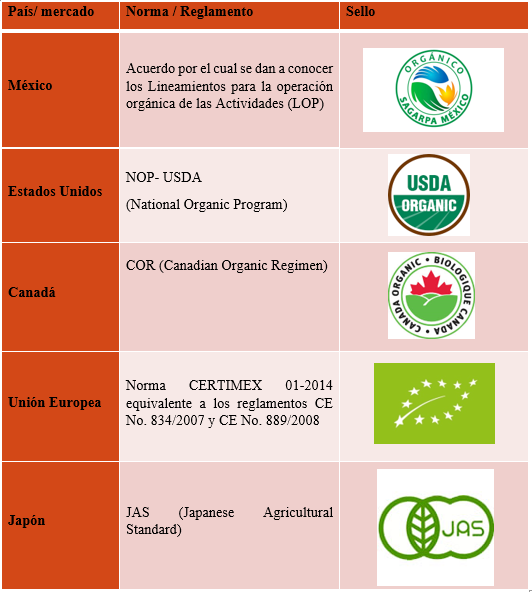 País/ mercado
Norma / Reglamento
Sello
México
Acuerdo por el cual se dan a conocer
los Lineamientos para la operación
orgánica de las Actividades (LOP)
ORGÁNICO
SAGARPA MÉXICO
Estados Unidos
NOP- USDA
(National Organic Program)
USDA
ORGANIC
Canadá
COR (Canadian Organic Regimen)
CANADA ORGANIC • BIOLOGIQUE CANADA
Unión Europea
Norma CERTIMEX 01-2014
equivalente a los reglamentos CE
No. 834/2007 y CE No. 889/2008
Japón
JAS (Japanese Agricultural
Standard)
JAS